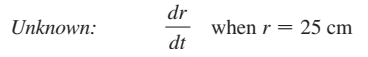 Unknown: dr/dt when r = 25 cm